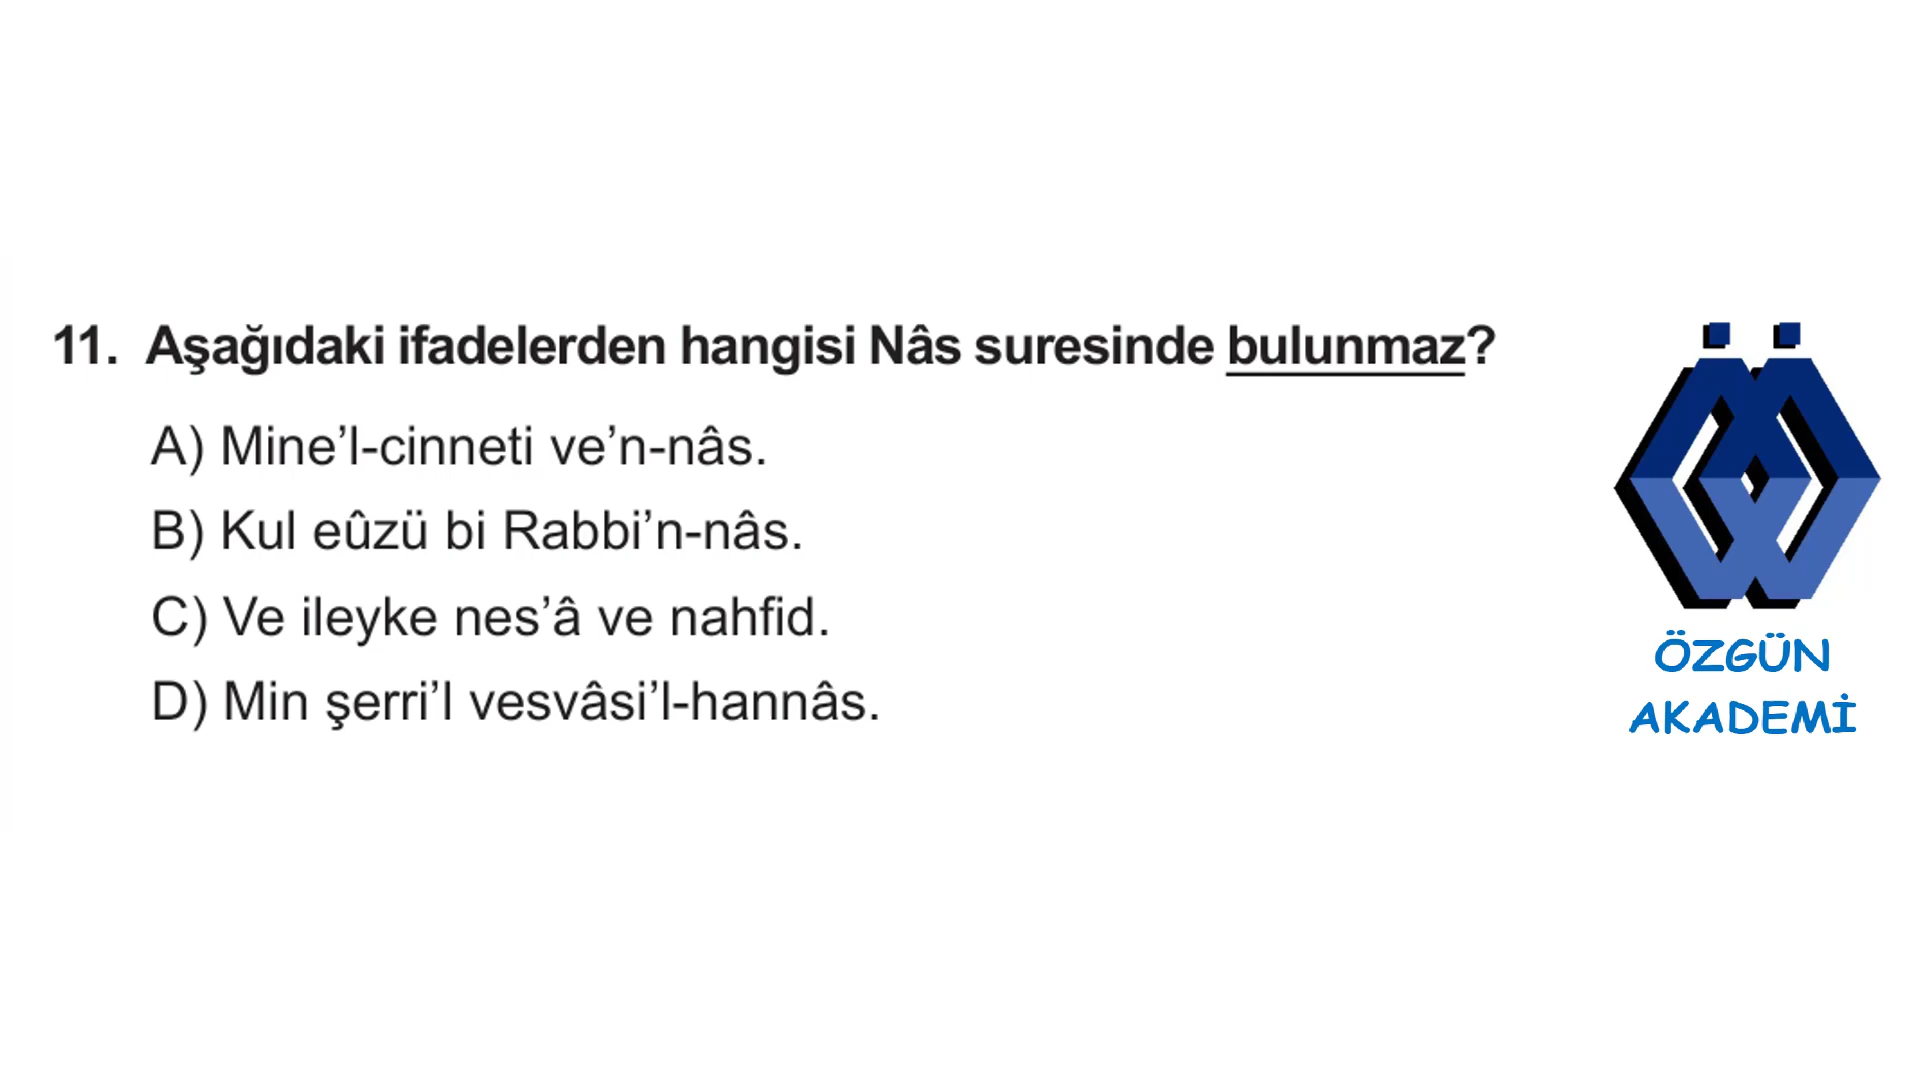 11. Aşağıdaki ifadelerden hangisi Nâs suresinde bulunmaz?
A) Mine’l-cinneti ve’n-nâs.
B) Kul eûzü bi Rabbi’n-nâs.
C) Ve ileyke nes’â ve nahfid.
D) Min şerri’l vesvâsi’l-hannâs.
ÖZGÜN
AKADEMİ